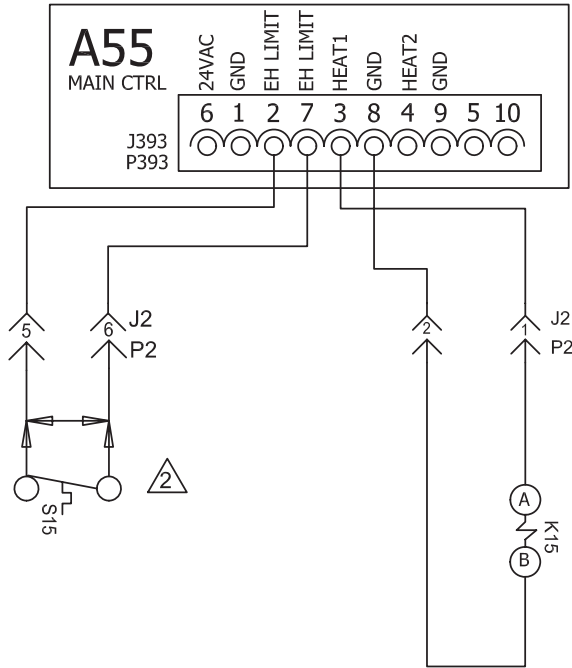 A55
MAIN CTRL
24VAC
GND
EH LIMIT
EH LIMIT
HEAT1
GND
HEAT2
GND
6 1 2 7 3 8 4 9 5 10
J393
P393
5 6 J2
P2
2 1 J2
P2
2
S15
A
K15
B